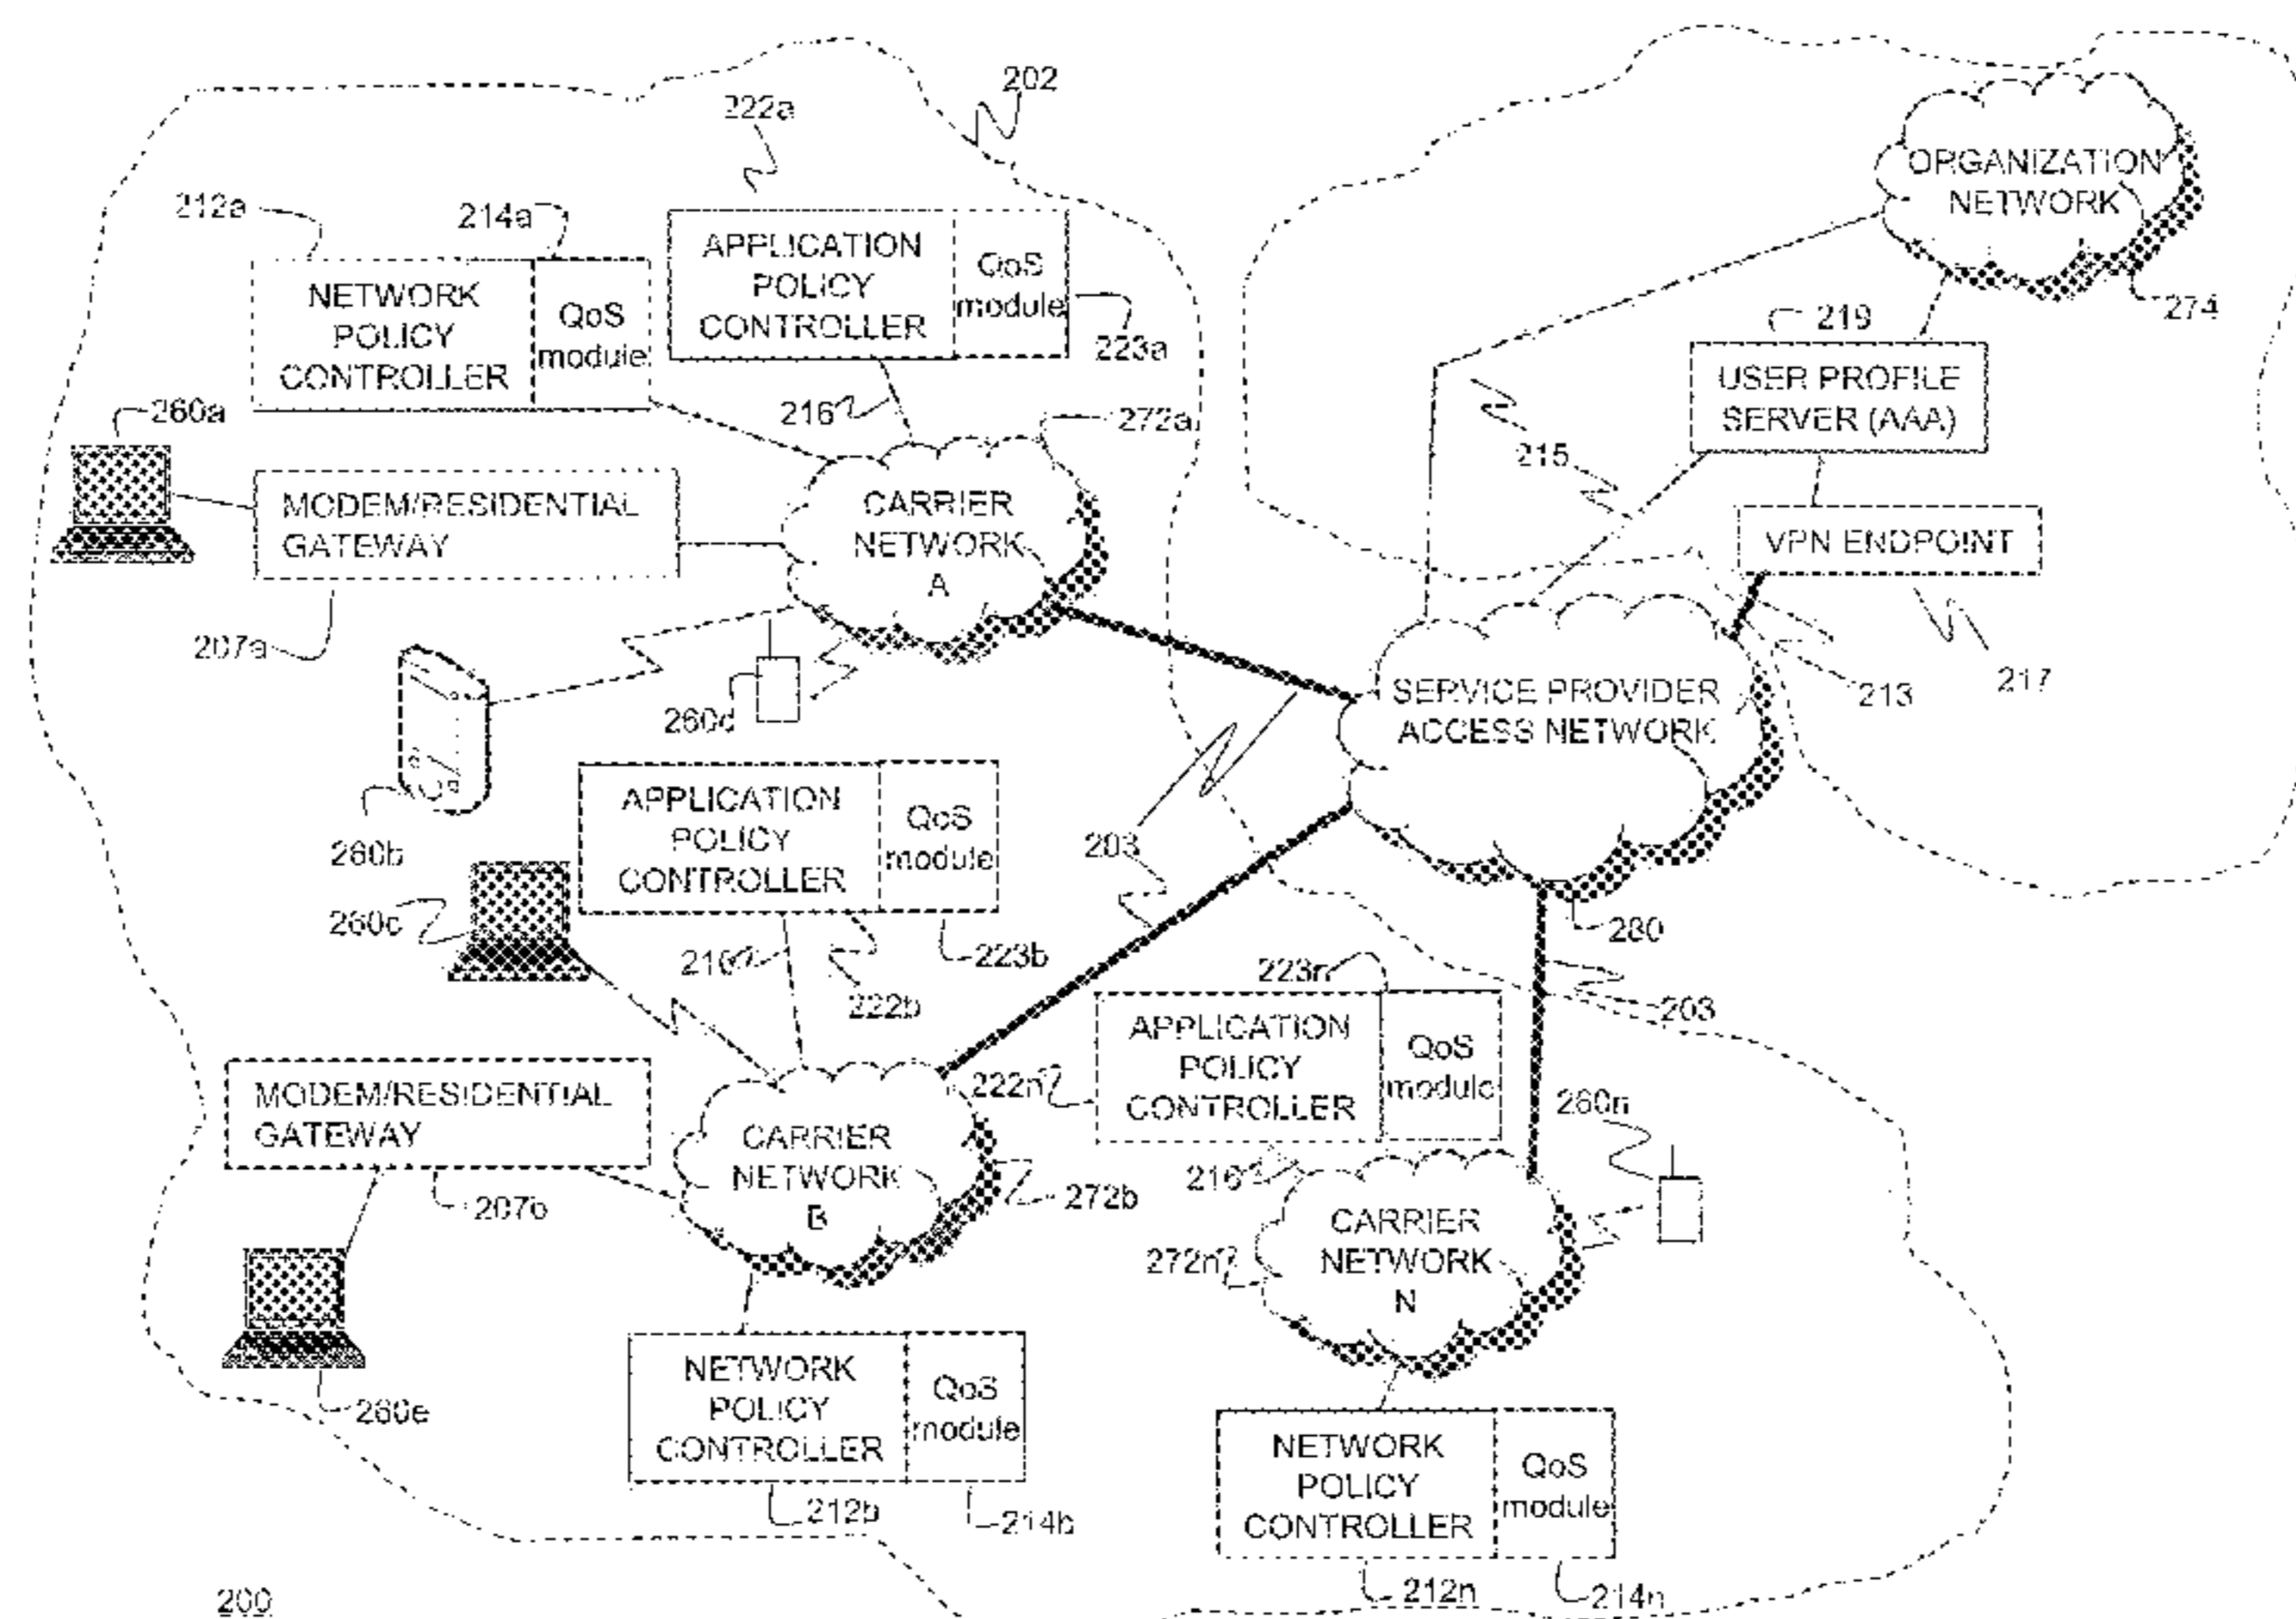 202
222a
ORGANIZATION
NETWORK
274
212a
214a
APPLICATION
POLICY
CONTROLLER
QoS
module
223a
NETWORK
POLICY
CONTROLLER
QoS
module
219
USER PROFILE
SERVER (AAA)
216
272a
215
260a
MODEM/RESIDENTIAL
GATEWAY
CARRIER
NETWORK
A
VPN ENDPOINT
207a
260d
213
217
SERVICE PROVIDER
ACCESS NETWORK
260b
APPLICATION
POLICY
CONTROLLER
QoS
module
203
260c
216
223b
280
222b
223n
203
APPLICATION
POLICY
CONTROLLER
QoS
module
222n
260n
MODEM/RESIDENTIAL
GATEWAY
CARRIER
NETWORK
B
207b
272b
216
272n
CARRIER
NETWORK
N
260e
NETWORK
POLICY
CONTROLLER
QoS
module
NETWORK
POLICY
CONTROLLER
QoS
module
212b
214b
200
212n
214n